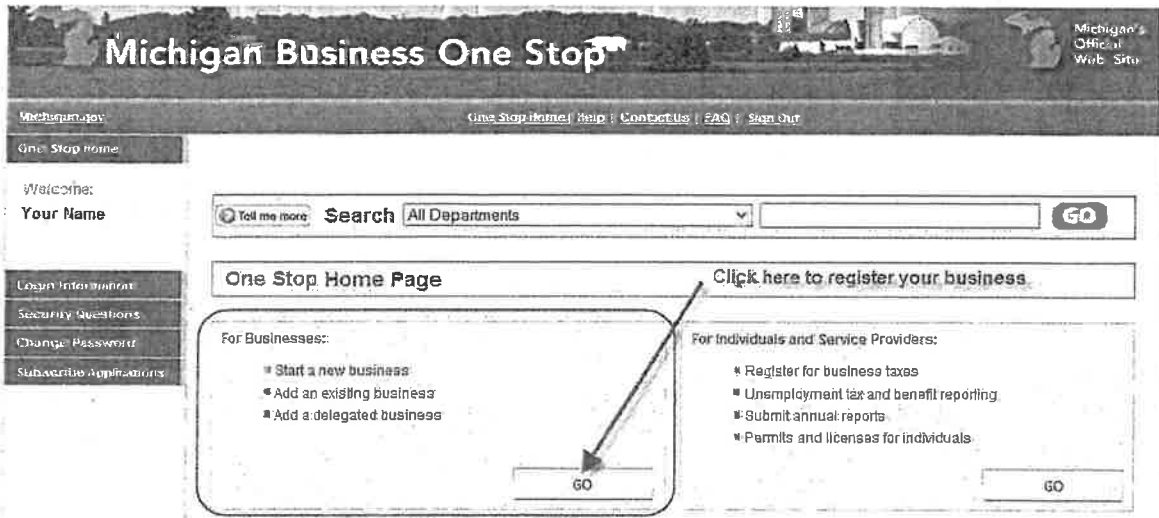 Michigan Business One Stop
Michigan's
Official
Web Site
Michigan.gov
One Stop Home | Help | Contact Us | FAQ | Sign Out
One Stop Home
Welcome:
Your Name
Tell me more Search All Departments GO
Login Information
Security Questions
Change Password
Subscribe Applications
One Stop Home Page
Click here to register your business
For Businesses:
Start a new business
Add an existing business
Add a delegated business
GO
For Individuals and Service Providers:
Register for business taxes
Unemployment tax and benefit reporting
Submit annual reports
Permits and licenses for individuals
GO